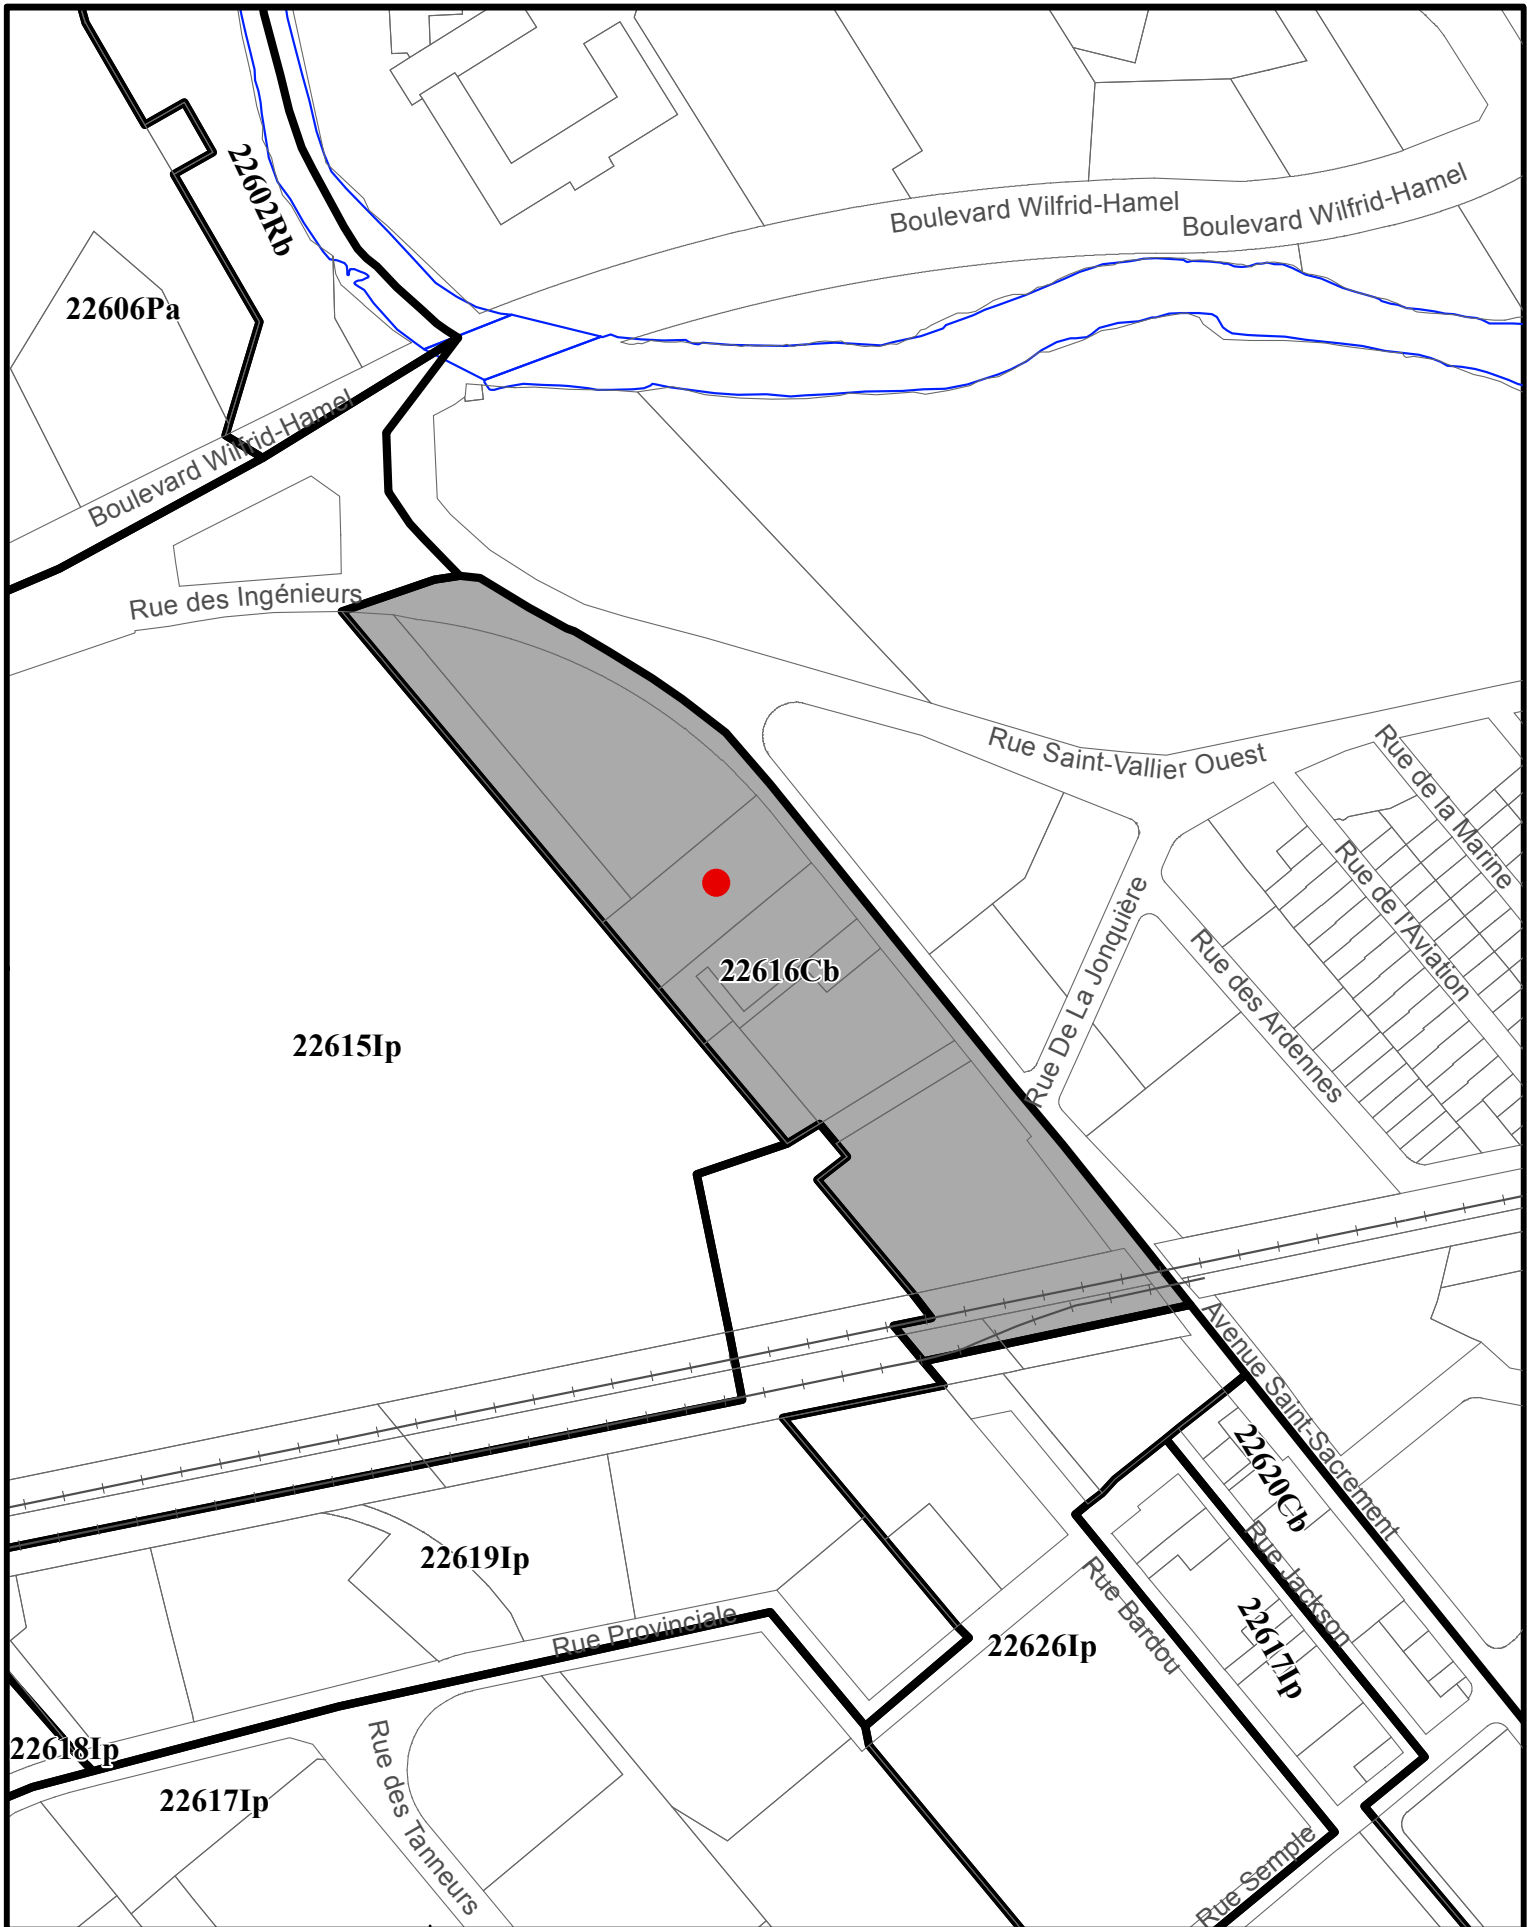 22602Rb
Boulevard Wilfrid-Hamel
Boulevard Wilfrid-Hamel
22606Pa
Boulevard Wilfrid-Hamel
Rue des Ingénieurs
Rue Saint-Vallier Ouest
Rue de la Marine
Rue de l'Aviation
Rue De La Jonquière
Rue des Ardennes
22616Cb
22615Ip
Avenue Saint-Sacrement
22620Cb
Rue Jackson
22619Ip
Rue Bardou
22617Ip
Rue Provinciale
22626Ip
22618Ip
Rue des Tanneurs
22617Ip
Rue Semple